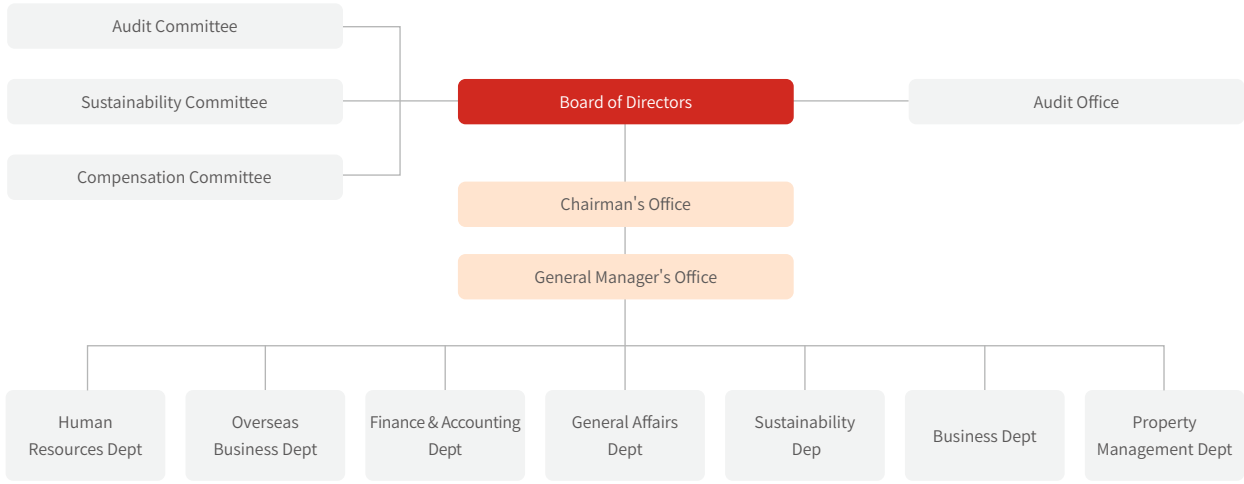 Audit Committee
Sustainability Committee
Board of Directors
Audit Office
Compensation Committee
Chairman's Office
General Manager's Office
Human
Resources Dept
Overseas
Business Dept
Finance & Accounting
Dept
General Affairs
Dept
Sustainability
Dep
Business Dept
Property
Management Dept